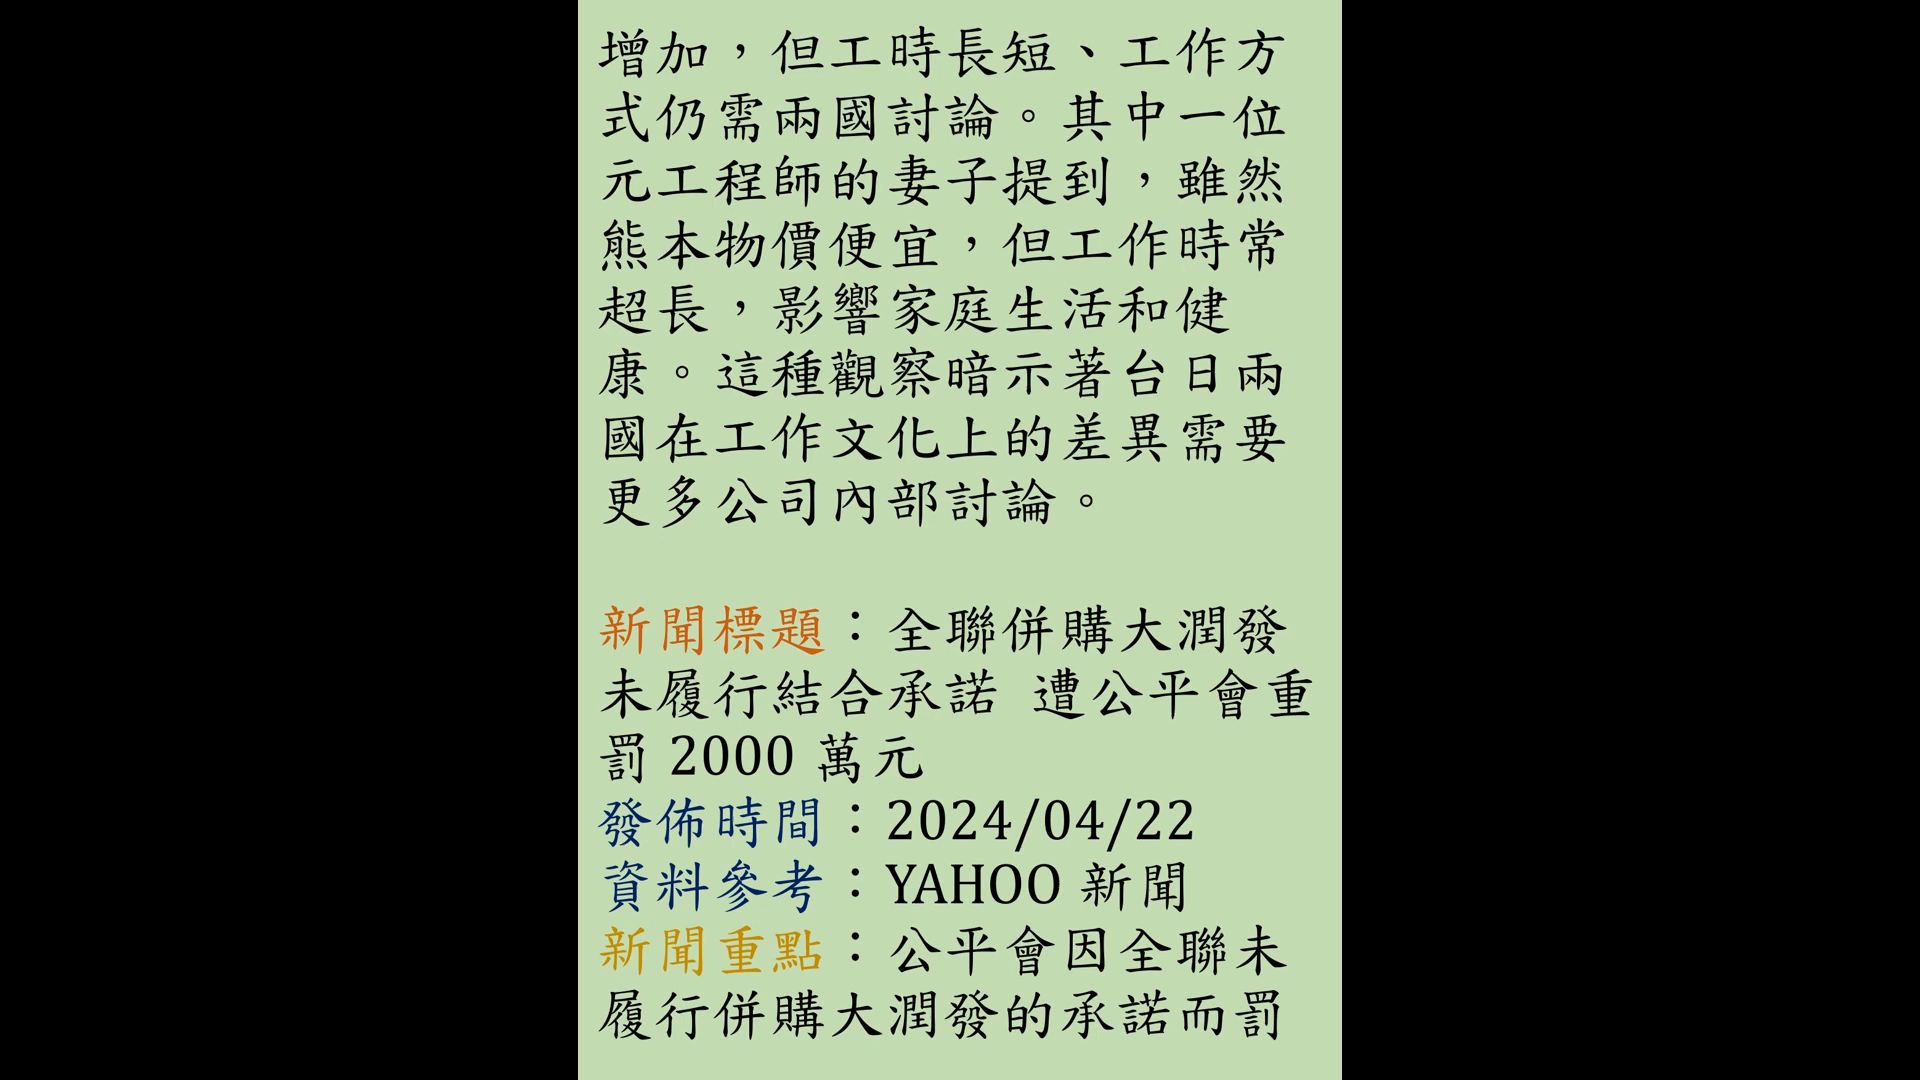 增加，但工時長短、工作方
式仍需兩國討論。其中一位
元工程師的妻子提到，雖然
熊本物價便宜，但工作時常
超長，影響家庭生活和健
康。這種觀察暗示著台日兩
國在工作文化上的差異需要
更多公司內部討論。
新聞標題：全聯併購大潤發
未履行結合承諾 遭公平會重
罰 2000 萬元
發佈時間：2024/04/22
資料參考：YAHOO 新聞
新聞重點：公平會因全聯未
履行併購大潤發的承諾而罰